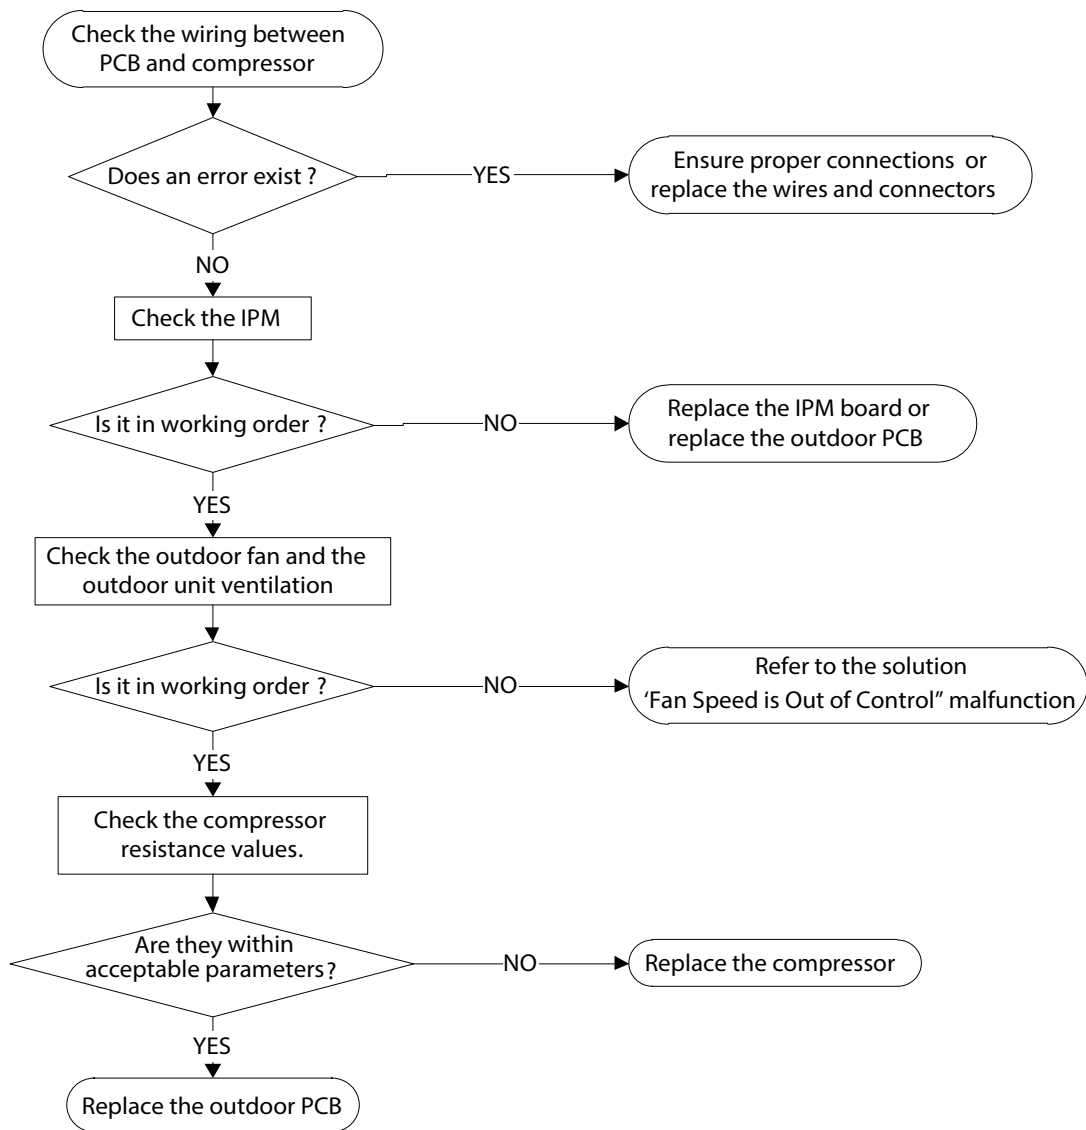 Check the wiring between
PCB and compressor
Does an error exist ?
YES
Ensure proper connections or
replace the wires and connectors
NO
Check the IPM
Is it in working order ?
NO
Replace the IPM board or
replace the outdoor PCB
YES
Check the outdoor fan and the
outdoor unit ventilation
Is it in working order ?
NO
Refer to the solution
‘Fan Speed is Out of Control” malfunction
YES
Check the compressor
resistance values.
Are they within
acceptable parameters?
NO
Replace the compressor
YES
Replace the outdoor PCB